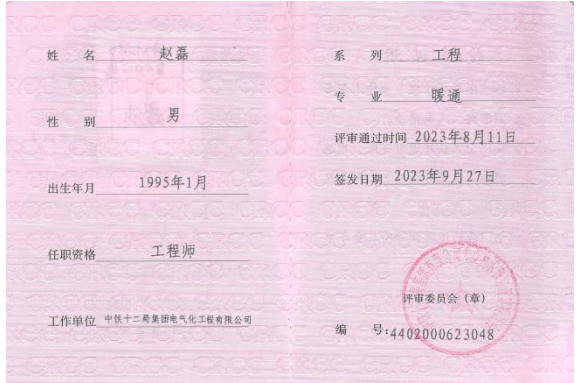 姓 名 赵磊
性 别 男
出生年月 1995年1月
任职资格 工程师
工作单位 中铁十二局集团电气化工程有限公司
系 列 工程
专 业 暖通
评审通过时间 2023年8月11日
签发日期 2023年9月27日
评审委员会（章）
编 号:4402000623048